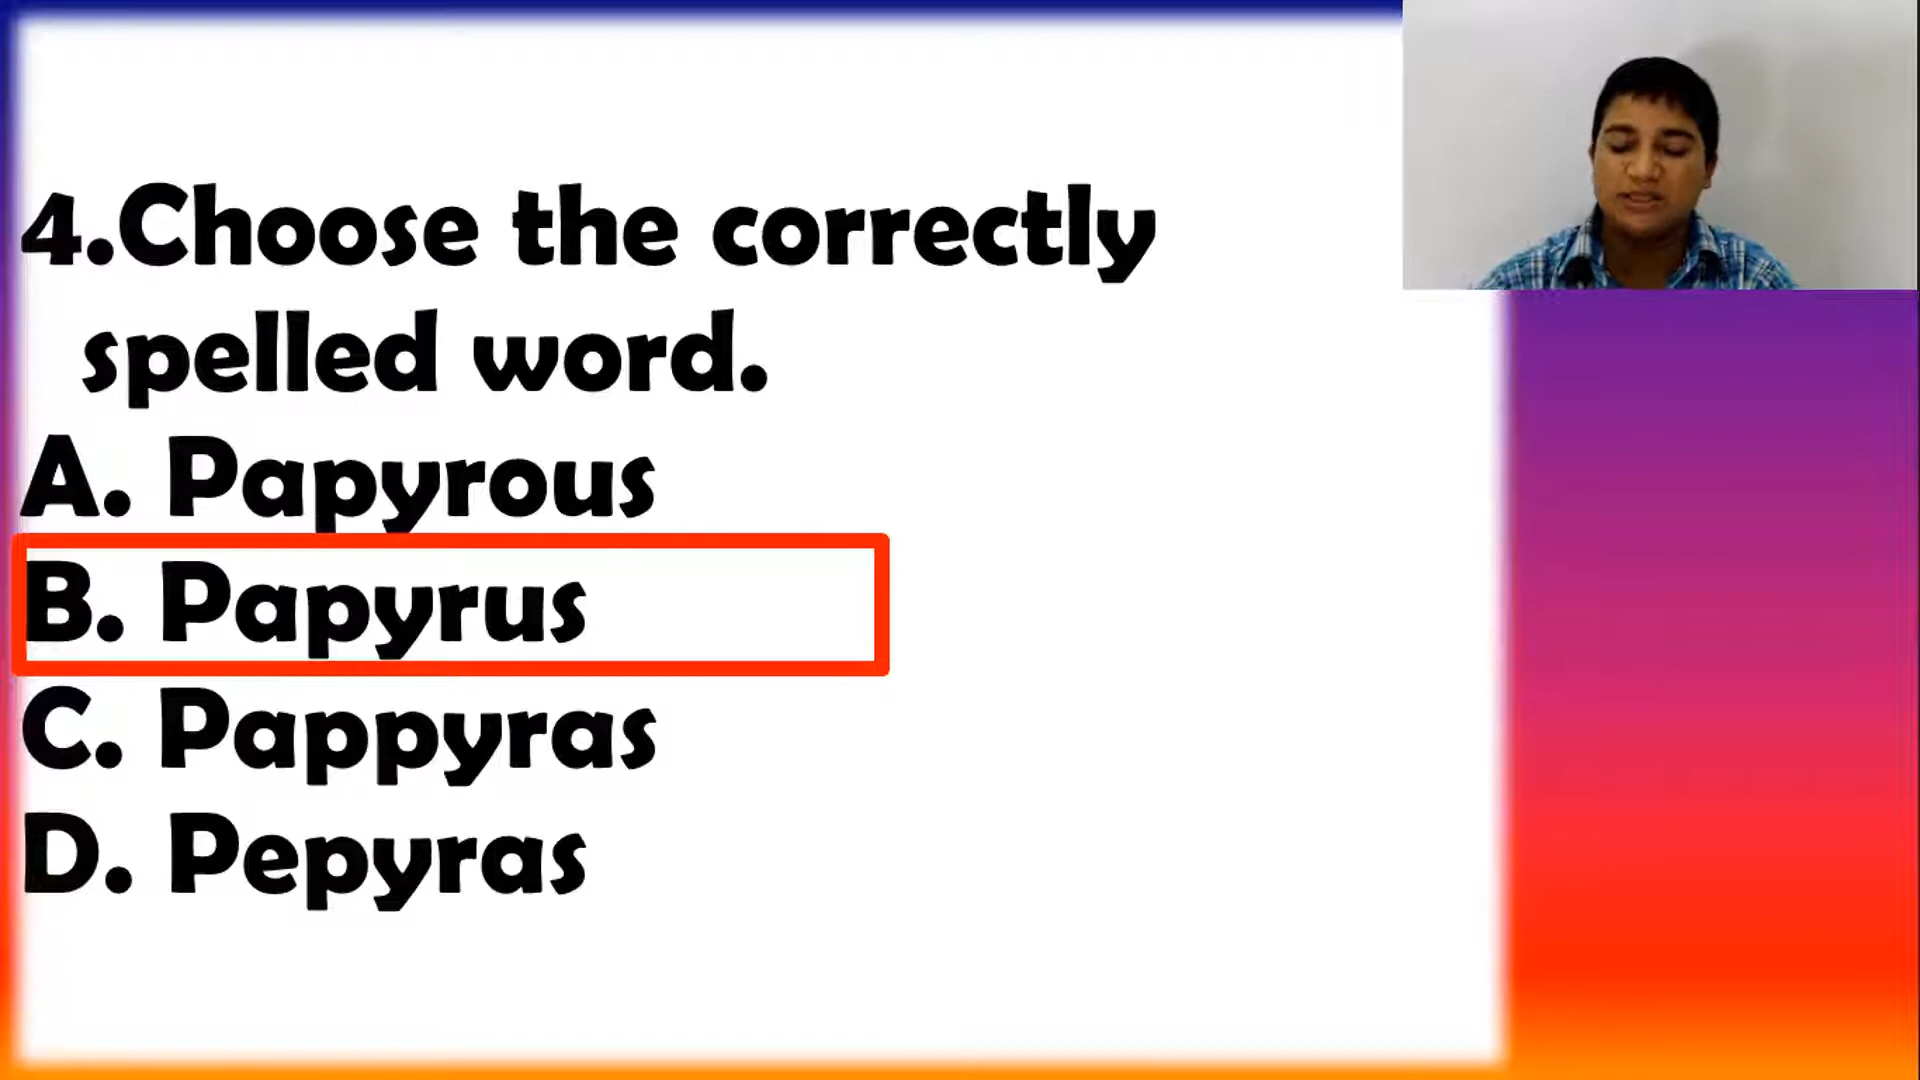 4.Choose the correctly
spelled word.
A. Papyrous
B. Papyrus
C. Pappyras
D. Pepyras